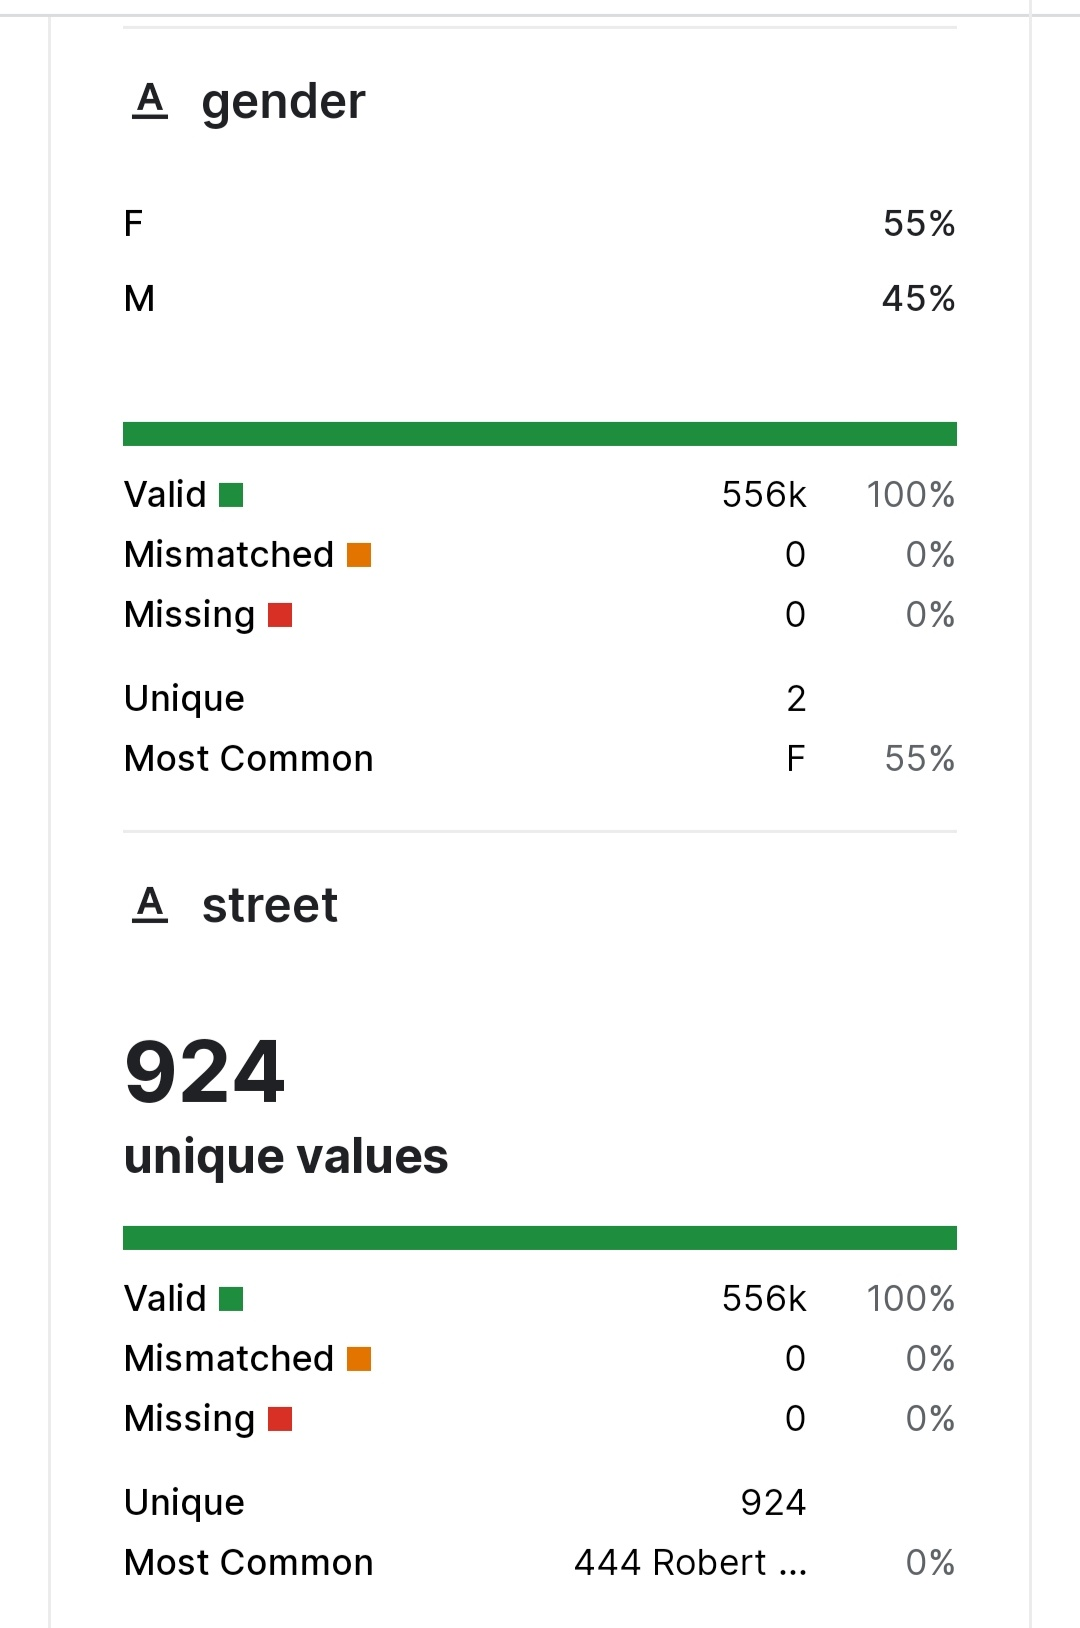 A gender
F 55%
M 45%
Valid 556k 100%
Mismatched 0 0%
Missing 0 0%
Unique 2
Most Common F 55%
A street
924
unique values
Valid 556k 100%
Mismatched 0 0%
Missing 0 0%
Unique 924
Most Common 444 Robert ... 0%